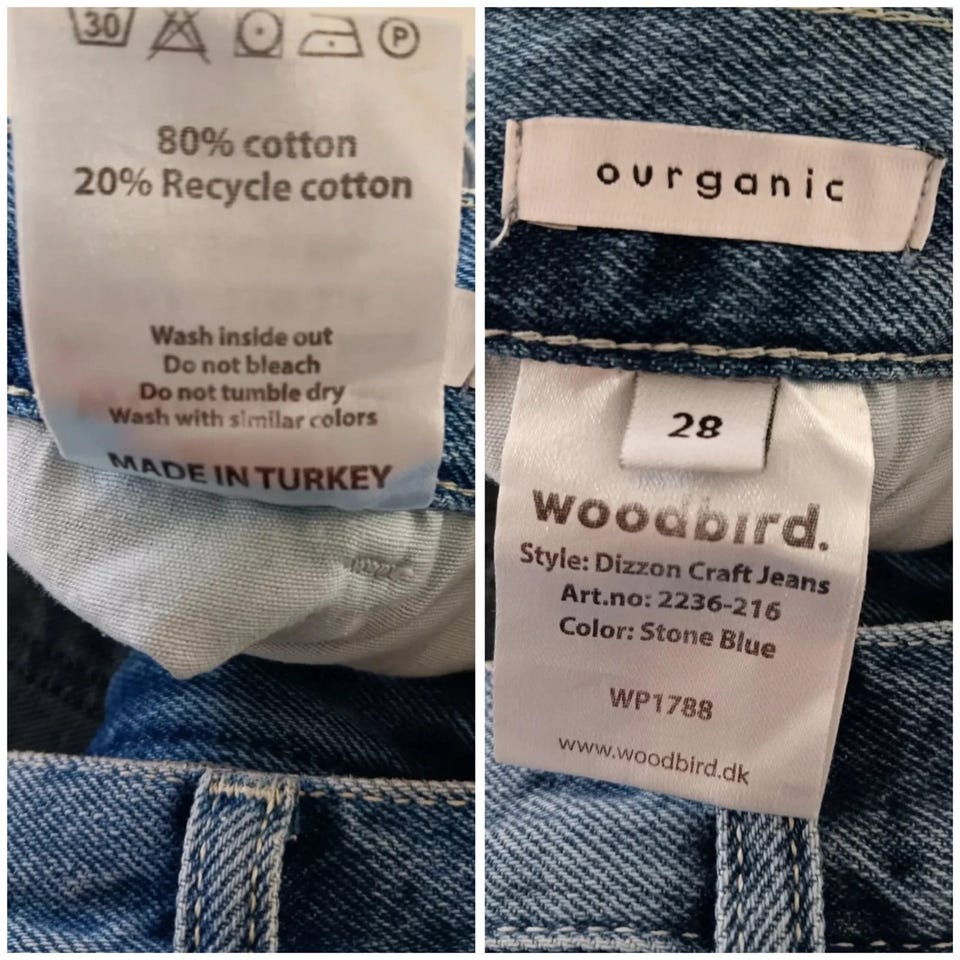 30
P
80% cotton
20% Recycle cotton
Wash inside out
Do not bleach
Do not tumble dry
Wash with similar colors
MADE IN TURKEY
ourganic
28
woodbird.
Style: Dizzon Craft Jeans
Art.no: 2236-216
Color: Stone Blue
WP1788
www.woodbird.dk